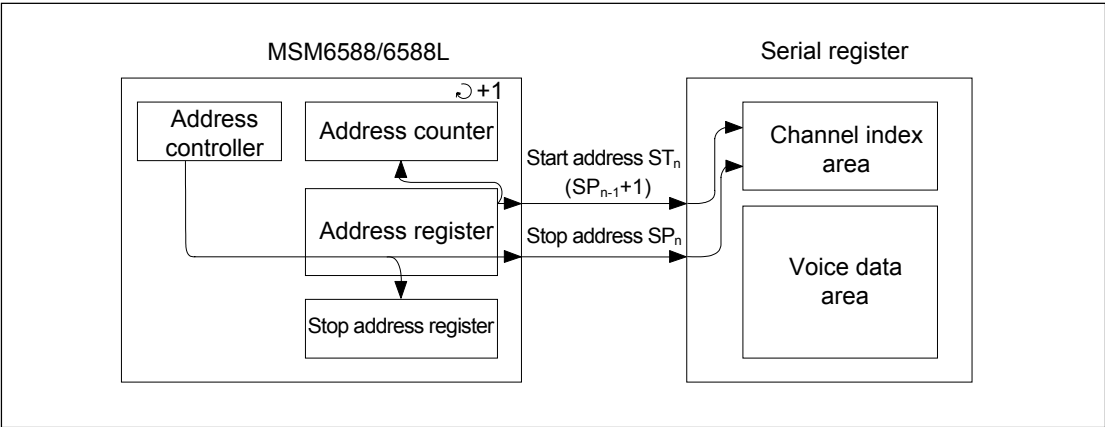 MSM6588/6588L
Serial register
+1
Address
controller
Address counter
Channel index
area
Start address STₙ
(SPₙ₋₁+1)
Address register
Stop address SPₙ
Voice data
area
Stop address register